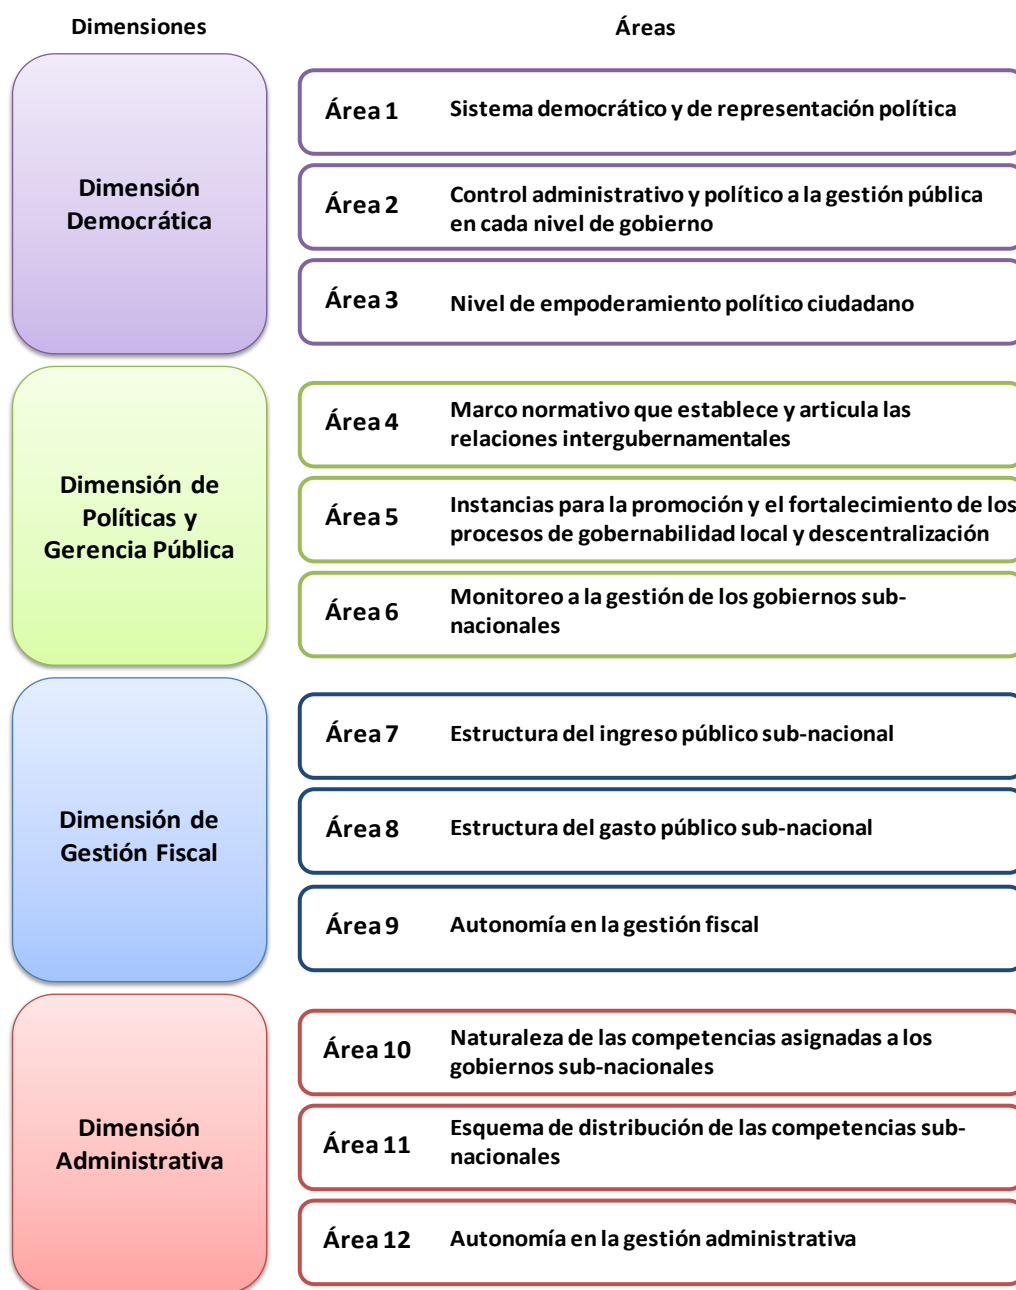 Dimensiones
Áreas
Dimensión
Democrática
Área 1
Sistema democrático y de representación política
Área 2
Control administrativo y político a la gestión pública
en cada nivel de gobierno
Área 3
Nivel de empoderamiento político ciudadano
Dimensión de
Políticas y
Gerencia Pública
Área 4
Marco normativo que establece y articula las
relaciones intergubernamentales
Área 5
Instancias para la promoción y el fortalecimiento de los
procesos de gobernabilidad local y descentralización
Área 6
Monitoreo a la gestión de los gobiernos sub-
nacionales
Dimensión de
Gestión Fiscal
Área 7
Estructura del ingreso público sub-nacional
Área 8
Estructura del gasto público sub-nacional
Área 9
Autonomía en la gestión fiscal
Dimensión
Administrativa
Área 10
Naturaleza de las competencias asignadas a los
gobiernos sub-nacionales
Área 11
Esquema de distribución de las competencias sub-
nacionales
Área 12
Autonomía en la gestión administrativa